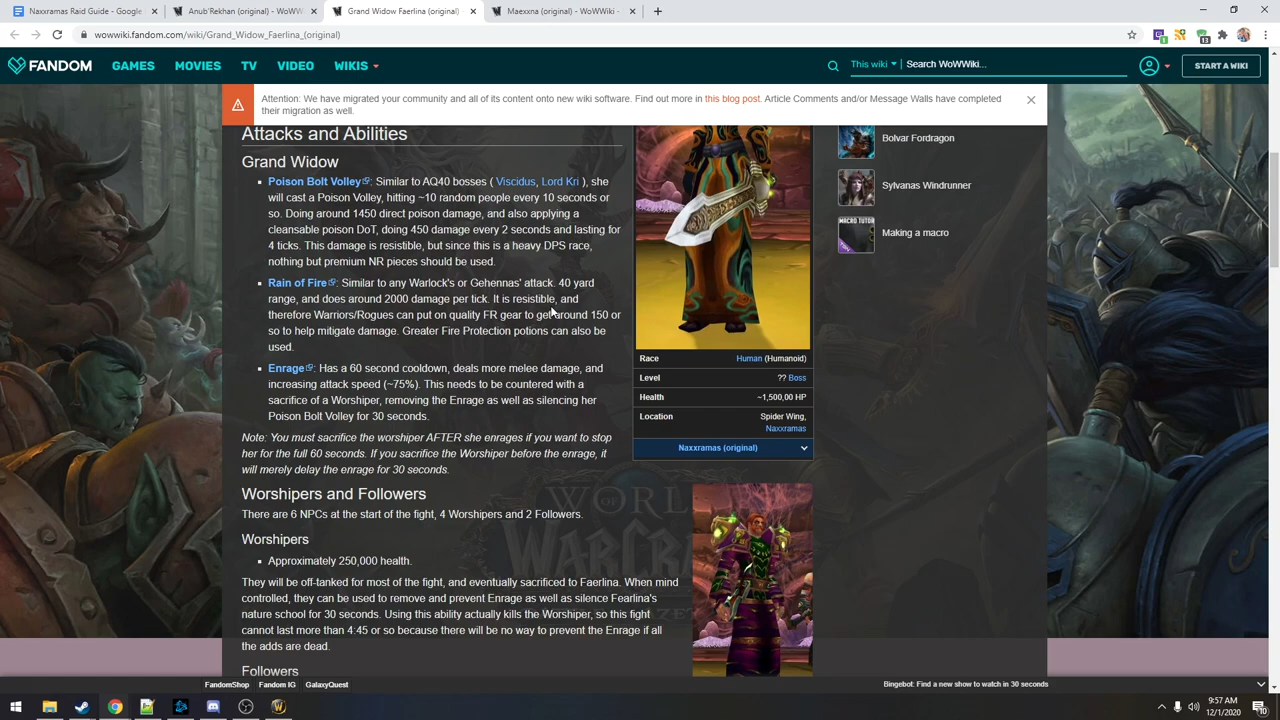 Naxxramas Raid Guide - Google
Anub'Rekhan (original) - WoWWiki
Grand Widow Faerlina (original)
Maexxna (original) - WoWWiki -
wowwiki.fandom.com/wiki/Grand_Widow_Faerlina_(original)
1
13
FANDOM
GAMES
MOVIES
TV
VIDEO
WIKIS
This wiki
Search WoWWiki...
START A WIKI
Attention: We have migrated your community and all of its content onto new wiki software. Find out more in this blog post. Article Comments and/or Message Walls have completed
their migration as well.
Attacks and Abilities
Bolvar Fordragon
Grand Widow
Poison Bolt Volley: Similar to AQ40 bosses ( Viscidus, Lord Kri ), she
will cast a Poison Volley, hitting ~10 random people every 10 seconds or
so. Doing around 1450 direct poison damage, and also applying a
cleansable poison DoT, doing 450 damage every 2 seconds and lasting for
4 ticks. This damage is resistible, but since this is a heavy DPS race,
nothing but premium NR pieces should be used.
Sylvanas Windrunner
MACRO TUTOR
Making a macro
Rain of Fire: Similar to any Warlock's or Gehennas' attack. 40 yard
range, and does around 2000 damage per tick. It is resistible, and
therefore Warriors/Rogues can put on quality FR gear to get around 150 or
so to help mitigate damage. Greater Fire Protection potions can also be
used.
Enrage: Has a 60 second cooldown, deals more melee damage, and
increasing attack speed (~75%). This needs to be countered with a
sacrifice of a Worshiper, removing the Enrage as well as silencing her
Poison Bolt Volley for 30 seconds.
Race Human (Humanoid)
Level ?? Boss
Health ~1,500,00 HP
Location Spider Wing,
Naxxramas
Naxxramas (original)
Note: You must sacrifice the worshiper AFTER she enrages if you want to stop
her for the full 60 seconds. If you sacrifice the Worshiper before the enrage, it
will merely delay the enrage for 30 seconds.
Worshipers and Followers
There are 6 NPCs at the start of the fight, 4 Worshipers and 2 Followers.
Worshipers
Approximately 250,000 health.
They will be off-tanked for most of the fight, and eventually sacrificed to Faerlina. When mind
controlled, they can be used to remove and prevent Enrage as well as silence Fearlina's
nature school for 30 seconds. Using this ability actually kills the Worshiper, so this fight
cannot last more than 4:45 or so because there will be no way to prevent the Enrage if all
the adds are dead.
Followers
FandomShop
Fandom IG
GalaxyQuest
Bingebot: Find a new show to watch in 30 seconds
9:57 AM
12/1/2020
10